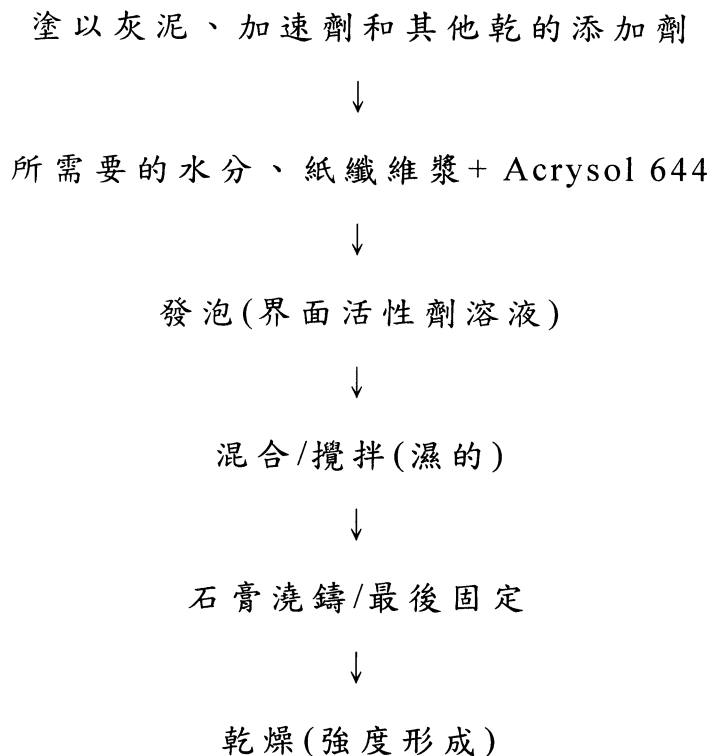 塗以灰泥、加速劑和其他乾的添加劑
↓
所需要的水分、紙纖維漿+ Acrysol 644
↓
發泡(界面活性劑溶液)
↓
混合/攪拌(濕的)
↓
石膏澆鑄/最後固定
↓
乾燥(強度形成)